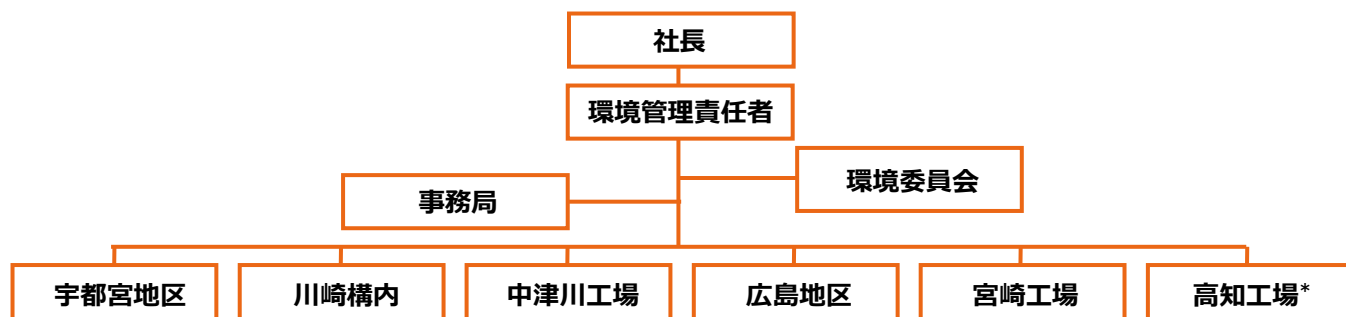 社長
環境管理責任者
環境委員会
事務局
宇都宮地区
川崎構内
中津川工場
広島地区
宮崎工場
高知工場*